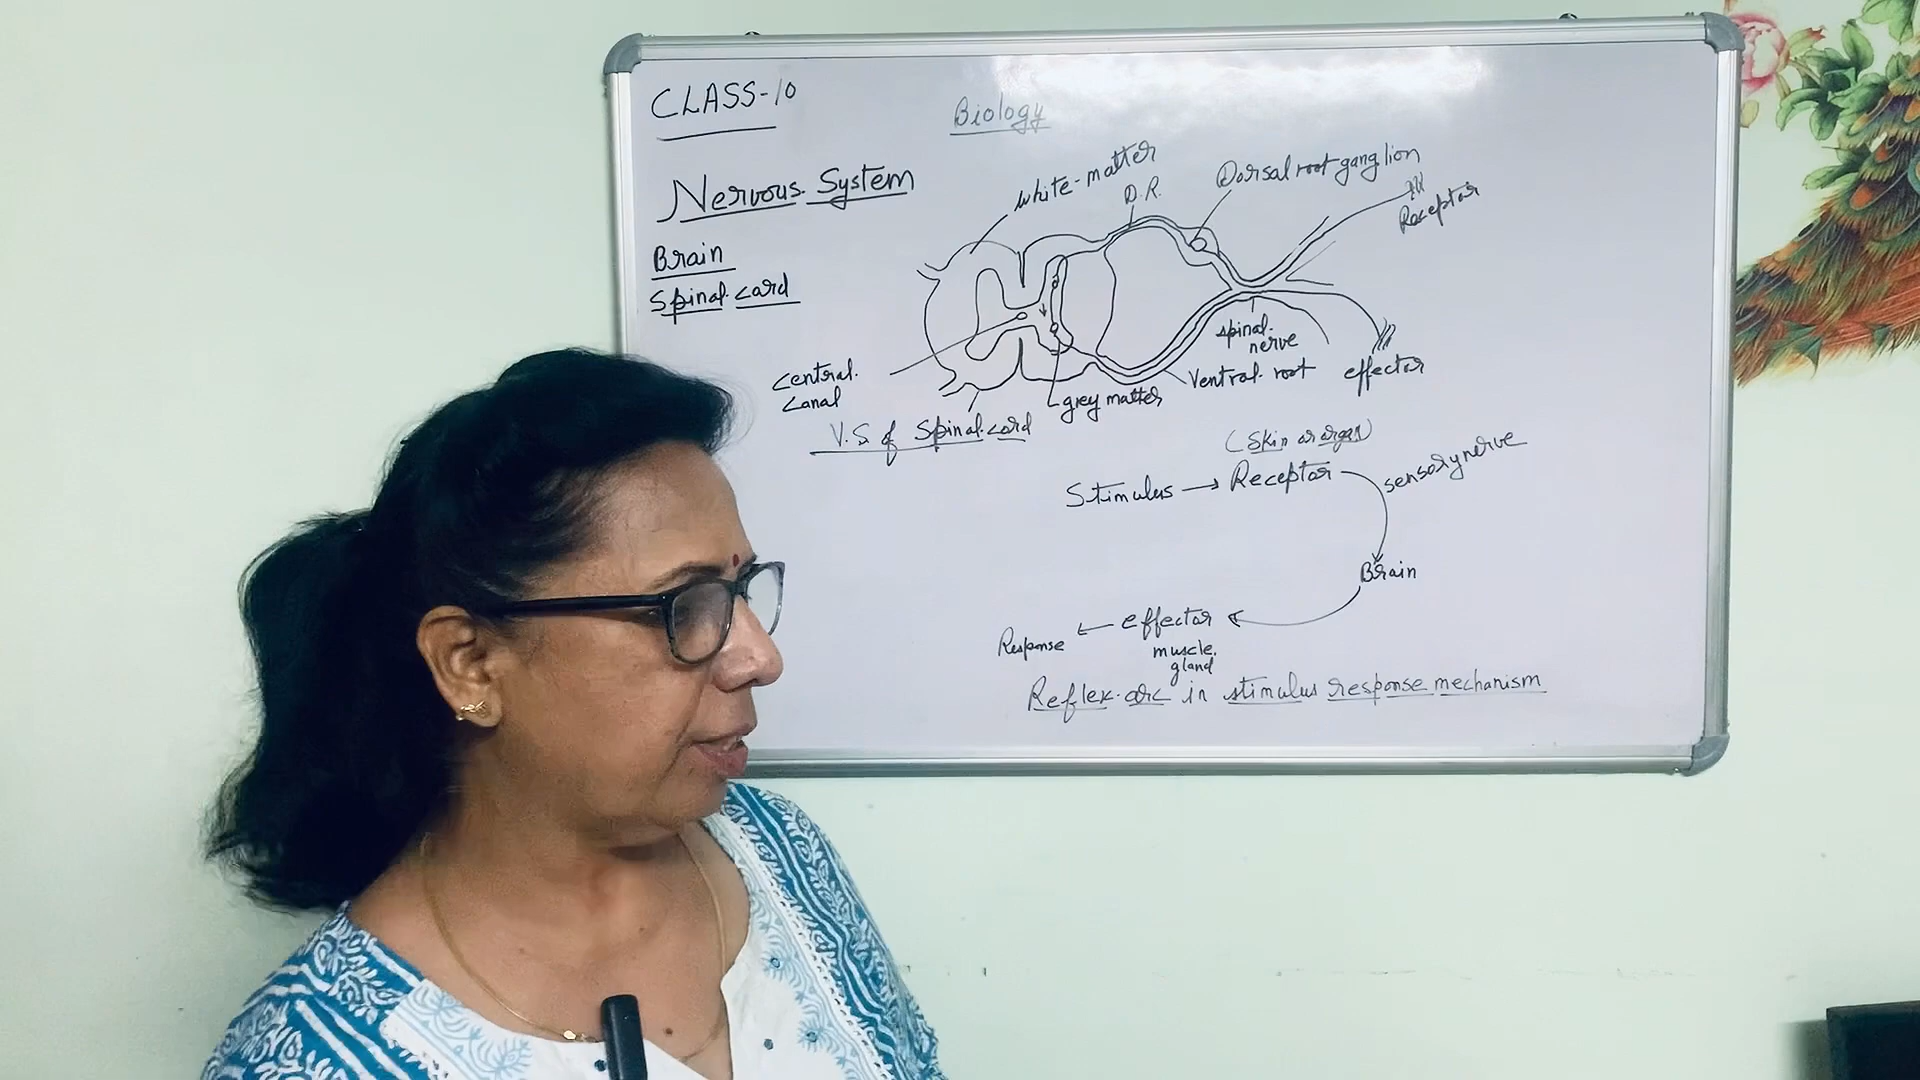 CLASS-10
Biology
Nervous System
Brain
Spinal cord
white-matter
D.R.
Dorsal root ganglion
Receptor
Central canal
grey matter
spinal nerve
Ventral root
effector
V.S. of Spinal cord
(Skin or organ)
Stimulus → Receptor
sensory nerve
Brain
Response ← effector
muscle,
gland
Reflex-arc in stimulus response mechanism